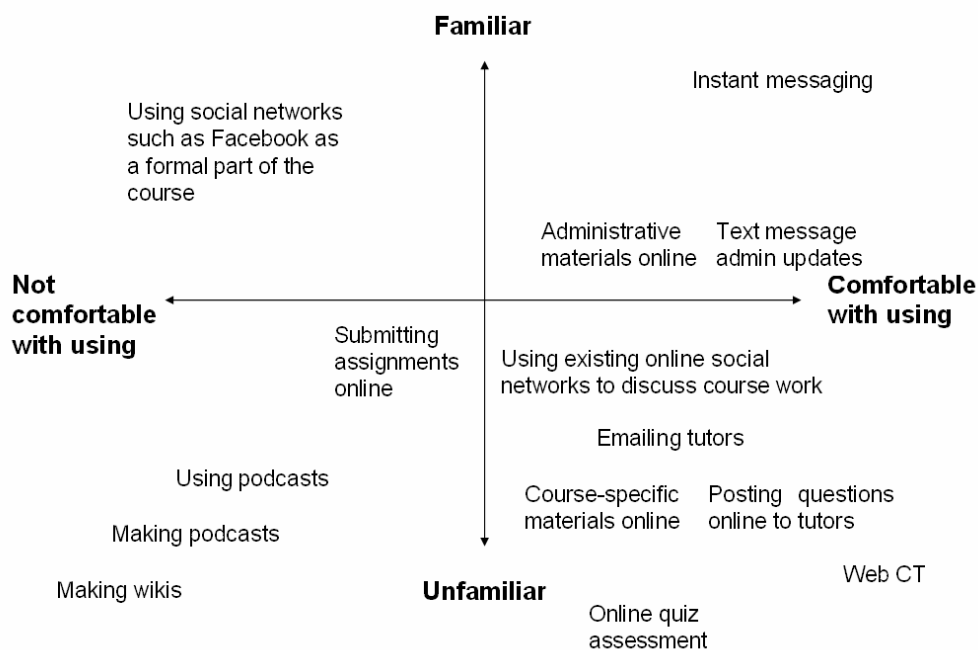 Familiar
Instant messaging
Using social networks
such as Facebook as
a formal part of the
course
Administrative
materials online
Text message
admin updates
Not
comfortable
with using
Comfortable
with using
Submitting
assignments
online
Using existing online social
networks to discuss course work
Emailing tutors
Using podcasts
Course-specific
materials online
Posting questions
online to tutors
Making podcasts
Making wikis
Unfamiliar
Web CT
Online quiz
assessment